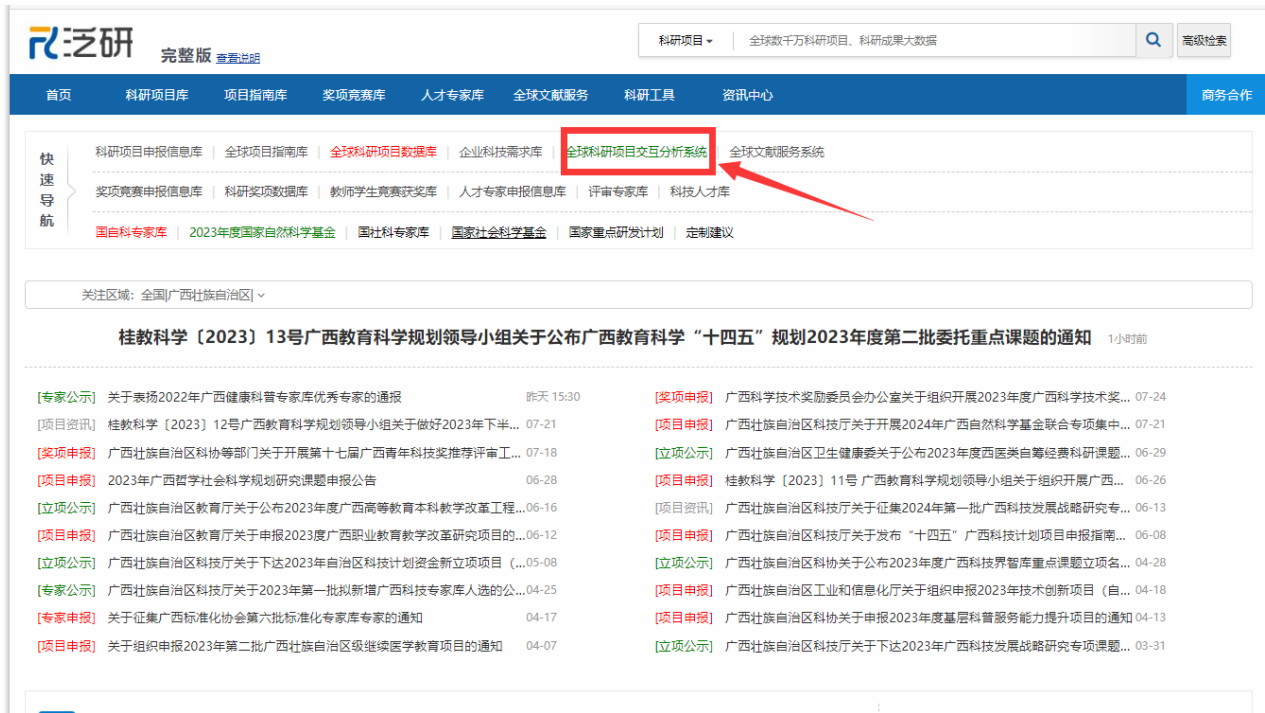 泛研 完整版 查看说明
科研项目 全球数千万科研项目、科研成果大数据 高级检索
首页 科研项目库 项目指南库 奖项竞赛库 人才专家库 全球文献服务 科研工具 资讯中心 商务合作
快速导航
科研项目申报信息库 | 全球项目指南库 | 全球科研项目数据库 | 企业科技需求库 | 全球科研项目交互分析系统 | 全球文献服务系统
奖项竞赛申报信息库 | 科研奖项数据库 | 教师学生竞赛获奖库 | 人才专家申报信息库 | 评审专家库 | 科技人才库
国自科专家库 | 2023年度国家自然科学基金 | 国社科专家库 | 国家社会科学基金 | 国家重点研发计划 | 定制建议
关注区域: 全国|广西壮族自治区|
桂教科学〔2023〕13号广西教育科学规划领导小组关于公布广西教育科学“十四五”规划2023年度第二批委托重点课题的通知 1小时前
[专家公示] 关于表扬2022年广西健康科普专家库优秀专家的通报 昨天 15:30
[奖项申报] 广西科学技术奖励委员会办公室关于组织开展2023年度广西科学技术奖... 07-24
[项目资讯] 桂教科学〔2023〕12号广西教育科学规划领导小组关于做好2023年下半... 07-21
[项目申报] 广西壮族自治区科技厅关于开展2024年广西自然科学基金联合专项集中... 07-21
[奖项申报] 广西壮族自治区科协等部门关于开展第十七届广西青年科技奖推荐评审工... 07-18
[立项公示] 广西壮族自治区卫生健康委关于公布2023年度西医类自筹经费科研课题... 06-29
[项目申报] 2023年广西哲学社会科学规划研究课题申报公告 06-28
[项目申报] 桂教科学〔2023〕11号 广西教育科学规划领导小组关于组织开展广西... 06-26
[立项公示] 广西壮族自治区教育厅关于公布2023年度广西高等教育本科教学改革工程... 06-16
[项目资讯] 广西壮族自治区科技厅关于征集2024年第一批广西科技发展战略研究专... 06-13
[项目申报] 广西壮族自治区教育厅关于申报2023度广西职业教育教学改革研究项目的... 06-12
[项目申报] 广西壮族自治区科技厅关于发布“十四五”广西科技计划项目申报指南... 06-08
[立项公示] 广西壮族自治区科技厅关于下达2023年自治区科技计划资金新立项项目（... 05-08
[立项公示] 广西壮族自治区科协关于公布2023年度广西科技界智库重点课题立项名... 04-28
[专家公示] 广西壮族自治区科技厅关于2023年第一批拟新增广西科技专家库人选的公... 04-25
[项目申报] 广西壮族自治区工业和信息化厅关于组织申报2023年技术创新项目（自... 04-18
[专家申报] 关于征集广西标准化协会第六批标准化专家库专家的通知 04-17
[项目申报] 广西壮族自治区科协关于申报2023年度基层科普服务能力提升项目的通知 04-13
[项目申报] 关于组织申报2023年第二批广西壮族自治区级继续医学教育项目的通知 04-07
[立项公示] 广西壮族自治区科技厅关于下达2023年广西科技发展战略研究专项课题... 03-31